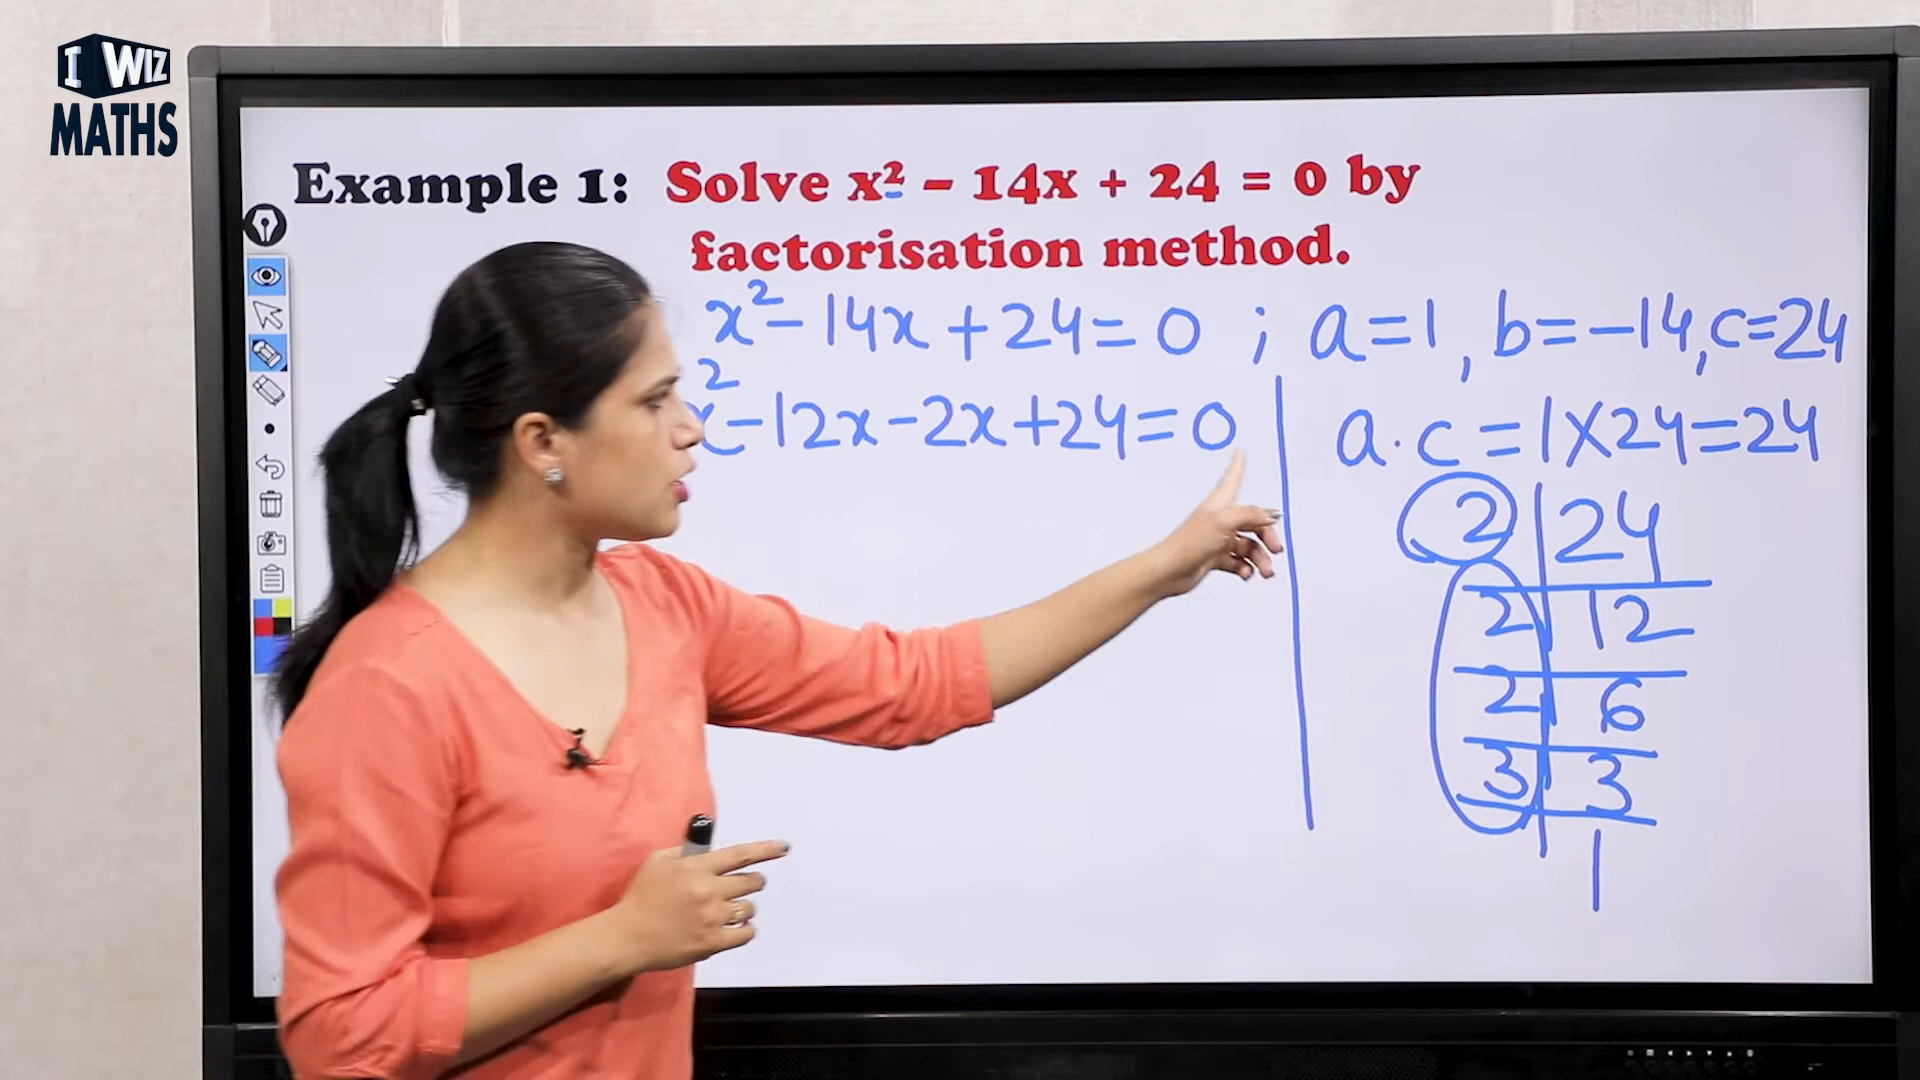 I WIZ
MATHS
Example 1: Solve x² – 14x + 24 = 0 by
factorisation method.
x² - 14x + 24 = 0 ; a = 1, b = -14, c = 24
x² - 12x - 2x + 24 = 0
a · c = 1 × 24 = 24
2 | 24
2 | 12
2 | 6
3 | 3
1